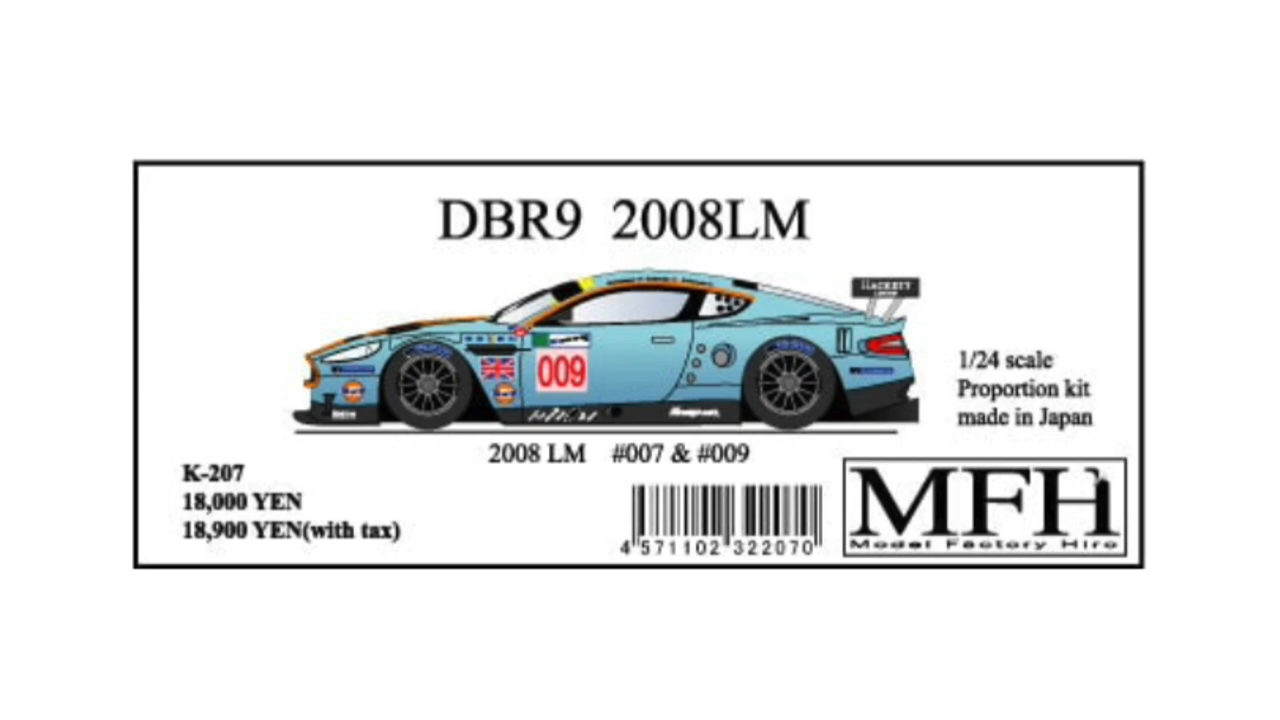 DBR9 2008LM
HACKETT
009
1/24 scale
Proportion kit
made in Japan
2008 LM #007 & #009
K-207
18,000 YEN
18,900 YEN(with tax)
4 571102 322070
MFH
Model Factory Hiro